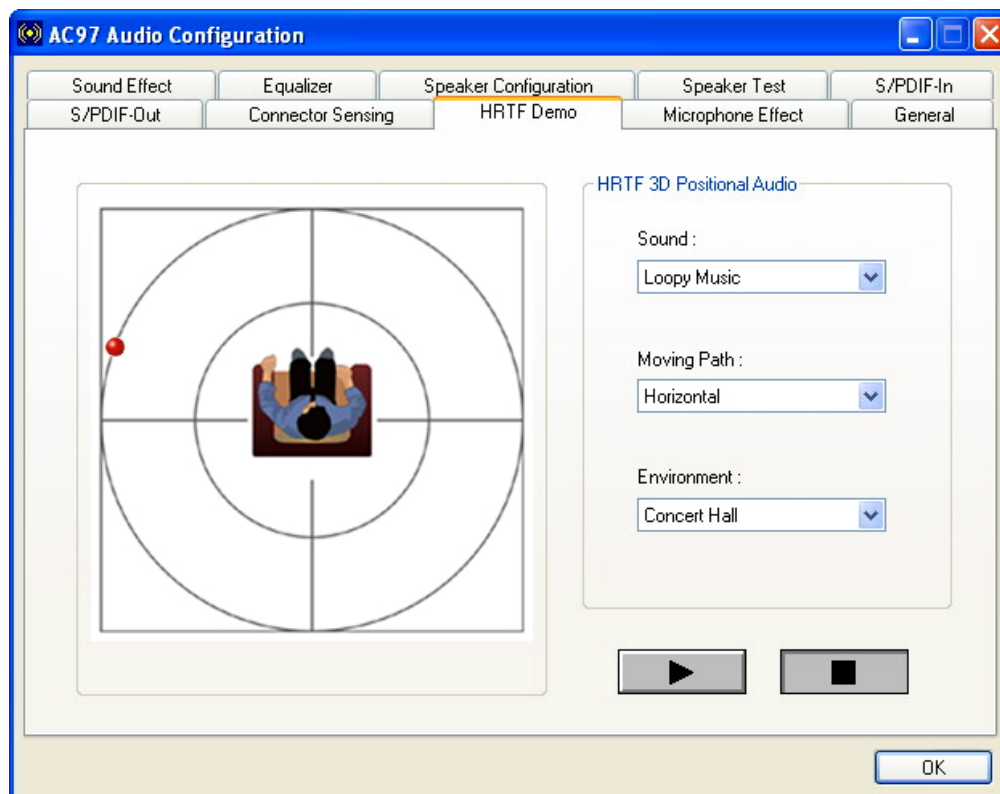 AC97 Audio Configuration
Sound Effect
Equalizer
Speaker Configuration
Speaker Test
S/PDIF-In
S/PDIF-Out
Connector Sensing
HRTF Demo
Microphone Effect
General
HRTF 3D Positional Audio
Sound :
Loopy Music
Moving Path :
Horizontal
Environment :
Concert Hall
OK